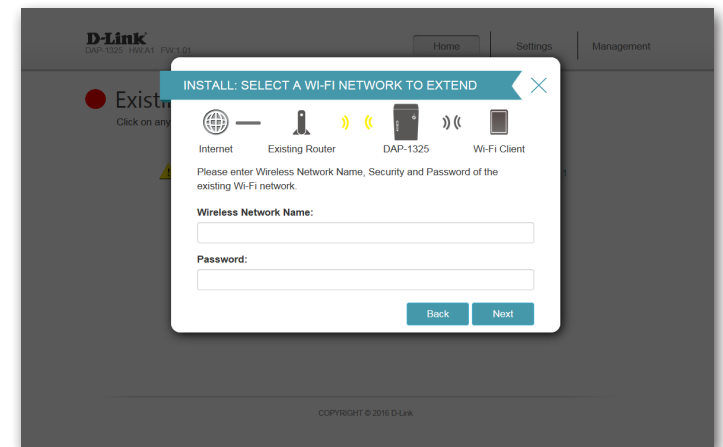 D-Link
DAP-1325 HW:A1 FW:1.01
Home
Settings
Management
INSTALL: SELECT A WI-FI NETWORK TO EXTEND
Click on any
Internet
Existing Router
DAP-1325
Wi-Fi Client
Please enter Wireless Network Name, Security and Password of the
existing Wi-Fi network.
Wireless Network Name:
Password:
Back
Next
COPYRIGHT © 2016 D-Link